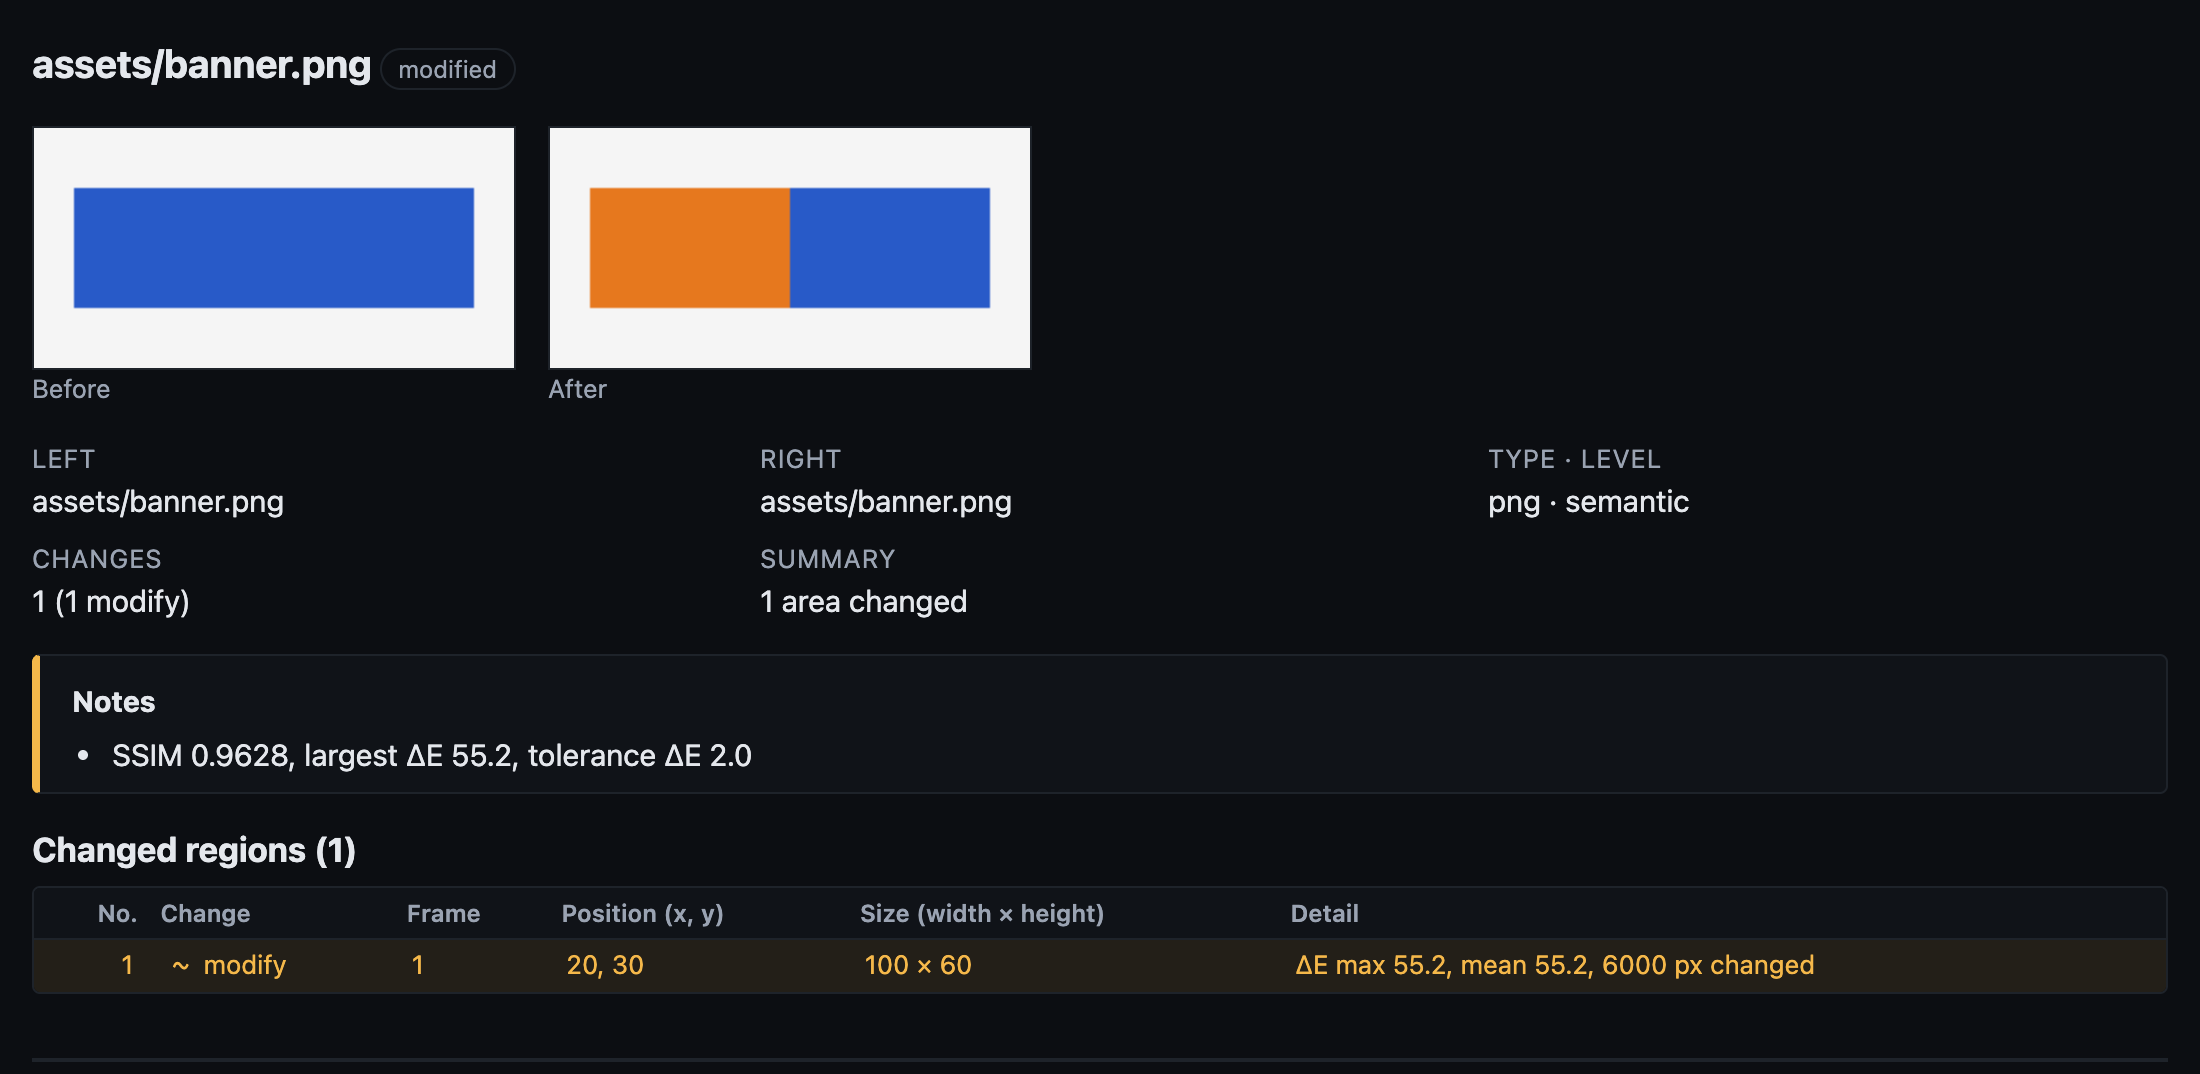 assets/banner.png modified
Before After
LEFT RIGHT TYPE · LEVEL
assets/banner.png assets/banner.png png · semantic
CHANGES SUMMARY
1 (1 modify) 1 area changed
Notes
• SSIM 0.9628, largest ΔE 55.2, tolerance ΔE 2.0
Changed regions (1)
No. Change Frame Position (x, y) Size (width × height) Detail
1 ~ modify 1 20, 30 100 × 60 ΔE max 55.2, mean 55.2, 6000 px changed